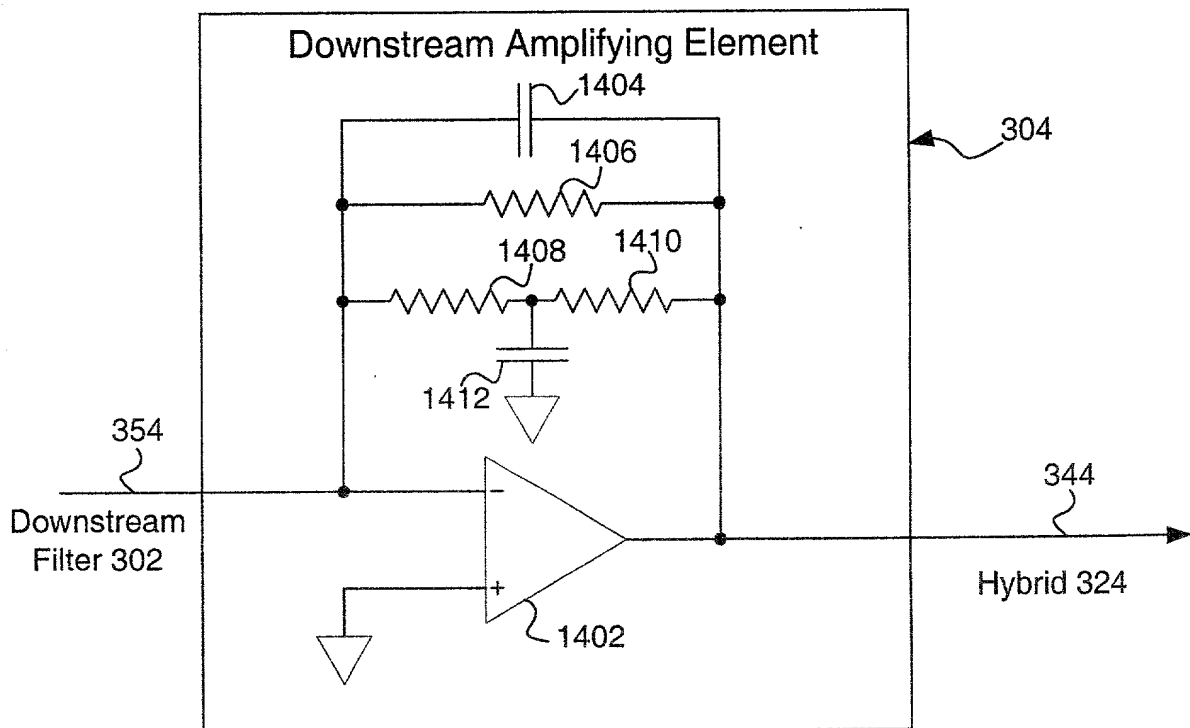 Downstream Amplifying Element
1404
304
1406
1408
1410
1412
354
344
Downstream
Filter 302
Hybrid 324
−
+
1402